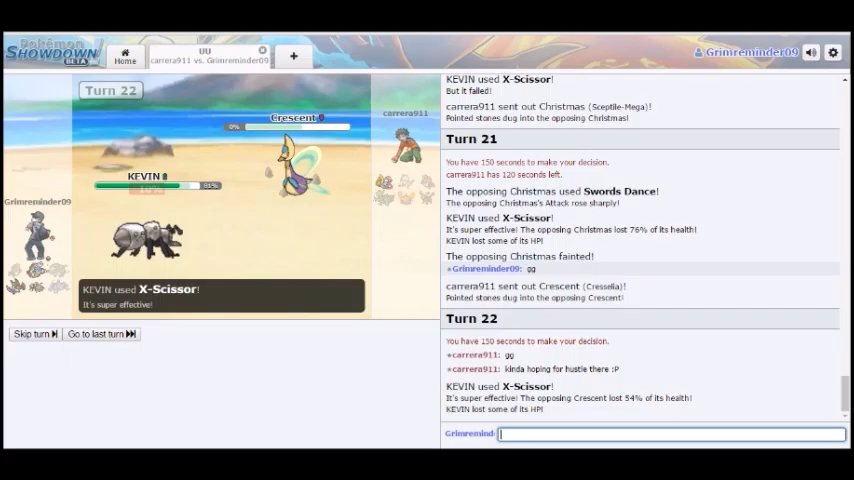 Pokémon
SHOWDOWN
BETA
Home
UU
carrera911 vs. Grimreminder09
+
Grimreminder09
Turn 22
Crescent
0%
carrera911
KEVIN
81%
Grimreminder09
KEVIN used X-Scissor!
It's super effective!
Skip turn
Go to last turn
KEVIN used X-Scissor!
But it failed!
carrera911 sent out Christmas (Sceptile-Mega)!
Pointed stones dug into the opposing Christmas!
Turn 21
You have 150 seconds to make your decision.
carrera911 has 120 seconds left.
The opposing Christmas used Swords Dance!
The opposing Christmas's Attack rose sharply!
KEVIN used X-Scissor!
It's super effective! The opposing Christmas lost 76% of its health!
KEVIN lost some of its HP!
The opposing Christmas fainted!
★Grimreminder09: gg
carrera911 sent out Crescent (Cresselia)!
Pointed stones dug into the opposing Crescent!
Turn 22
You have 150 seconds to make your decision.
★carrera911: gg
★carrera911: kinda hoping for hustle there :P
KEVIN used X-Scissor!
It's super effective! The opposing Crescent lost 54% of its health!
KEVIN lost some of its HP!
Grimremind